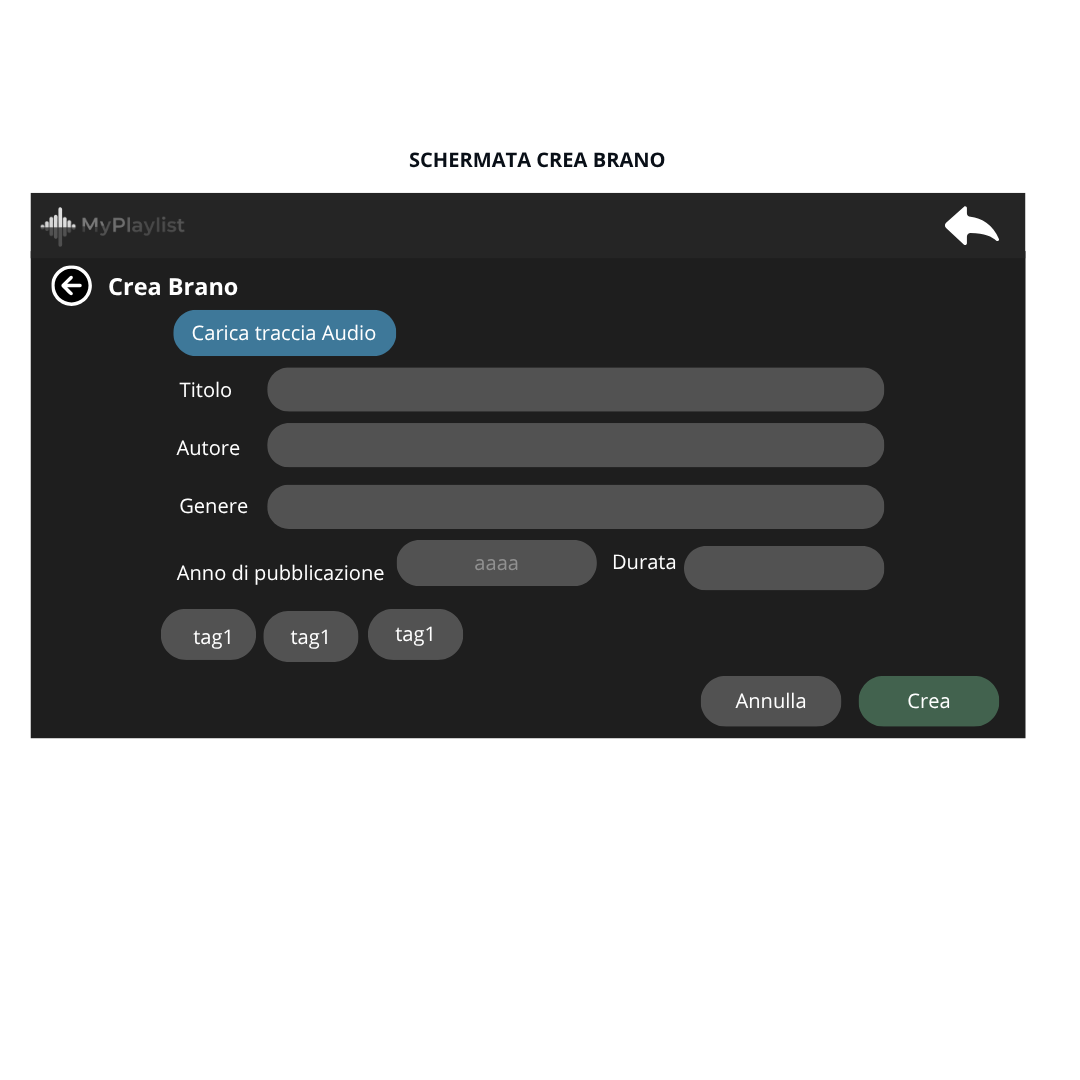 SCHERMATA CREA BRANO
MyPlaylist
Crea Brano
Carica traccia Audio
Titolo
Autore
Genere
Anno di pubblicazione aaaa Durata
tag1 tag1 tag1
Annulla Crea